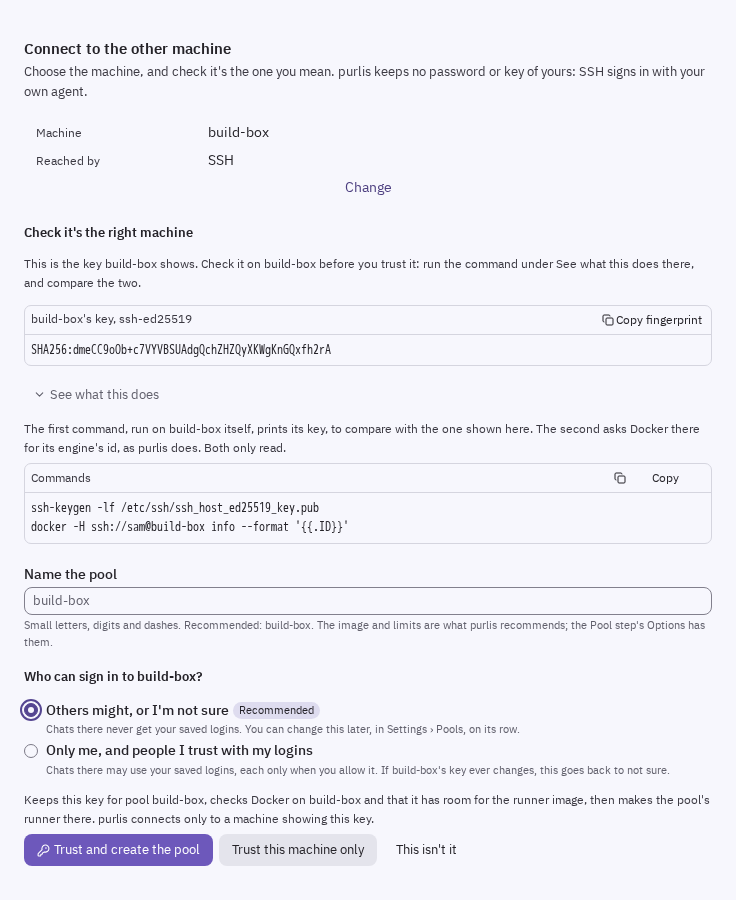 Connect to the other machine
Choose the machine, and check it's the one you mean. purlis keeps no password or key of yours: SSH signs in with your
own agent.
Machine build-box
Reached by SSH
Change
Check it's the right machine
This is the key build-box shows. Check it on build-box before you trust it: run the command under See what this does there,
and compare the two.
build-box's key, ssh-ed25519 Copy fingerprint
SHA256:dmeCC9oOb+c7VYVBSUAdgQchZHZQyXKWgKnGQxfh2rA
See what this does
The first command, run on build-box itself, prints its key, to compare with the one shown here. The second asks Docker there
for its engine's id, as purlis does. Both only read.
Commands Copy
ssh-keygen -lf /etc/ssh/ssh_host_ed25519_key.pub
docker -H ssh://sam@build-box info --format '{{.ID}}'
Name the pool
build-box
Small letters, digits and dashes. Recommended: build-box. The image and limits are what purlis recommends; the Pool step's Options has
them.
Who can sign in to build-box?
Others might, or I'm not sure Recommended
Chats there never get your saved logins. You can change this later, in Settings › Pools, on its row.
Only me, and people I trust with my logins
Chats there may use your saved logins, each only when you allow it. If build-box's key ever changes, this goes back to not sure.
Keeps this key for pool build-box, checks Docker on build-box and that it has room for the runner image, then makes the pool's
runner there. purlis connects only to a machine showing this key.
Trust and create the pool Trust this machine only This isn't it